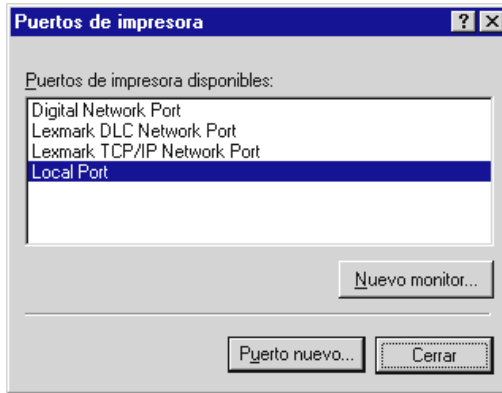 Puertos de impresora
Puertos de impresora disponibles:
Digital Network Port
Lexmark DLC Network Port
Lexmark TCP/IP Network Port
Local Port
Nuevo monitor...
Puerto nuevo...
Cerrar